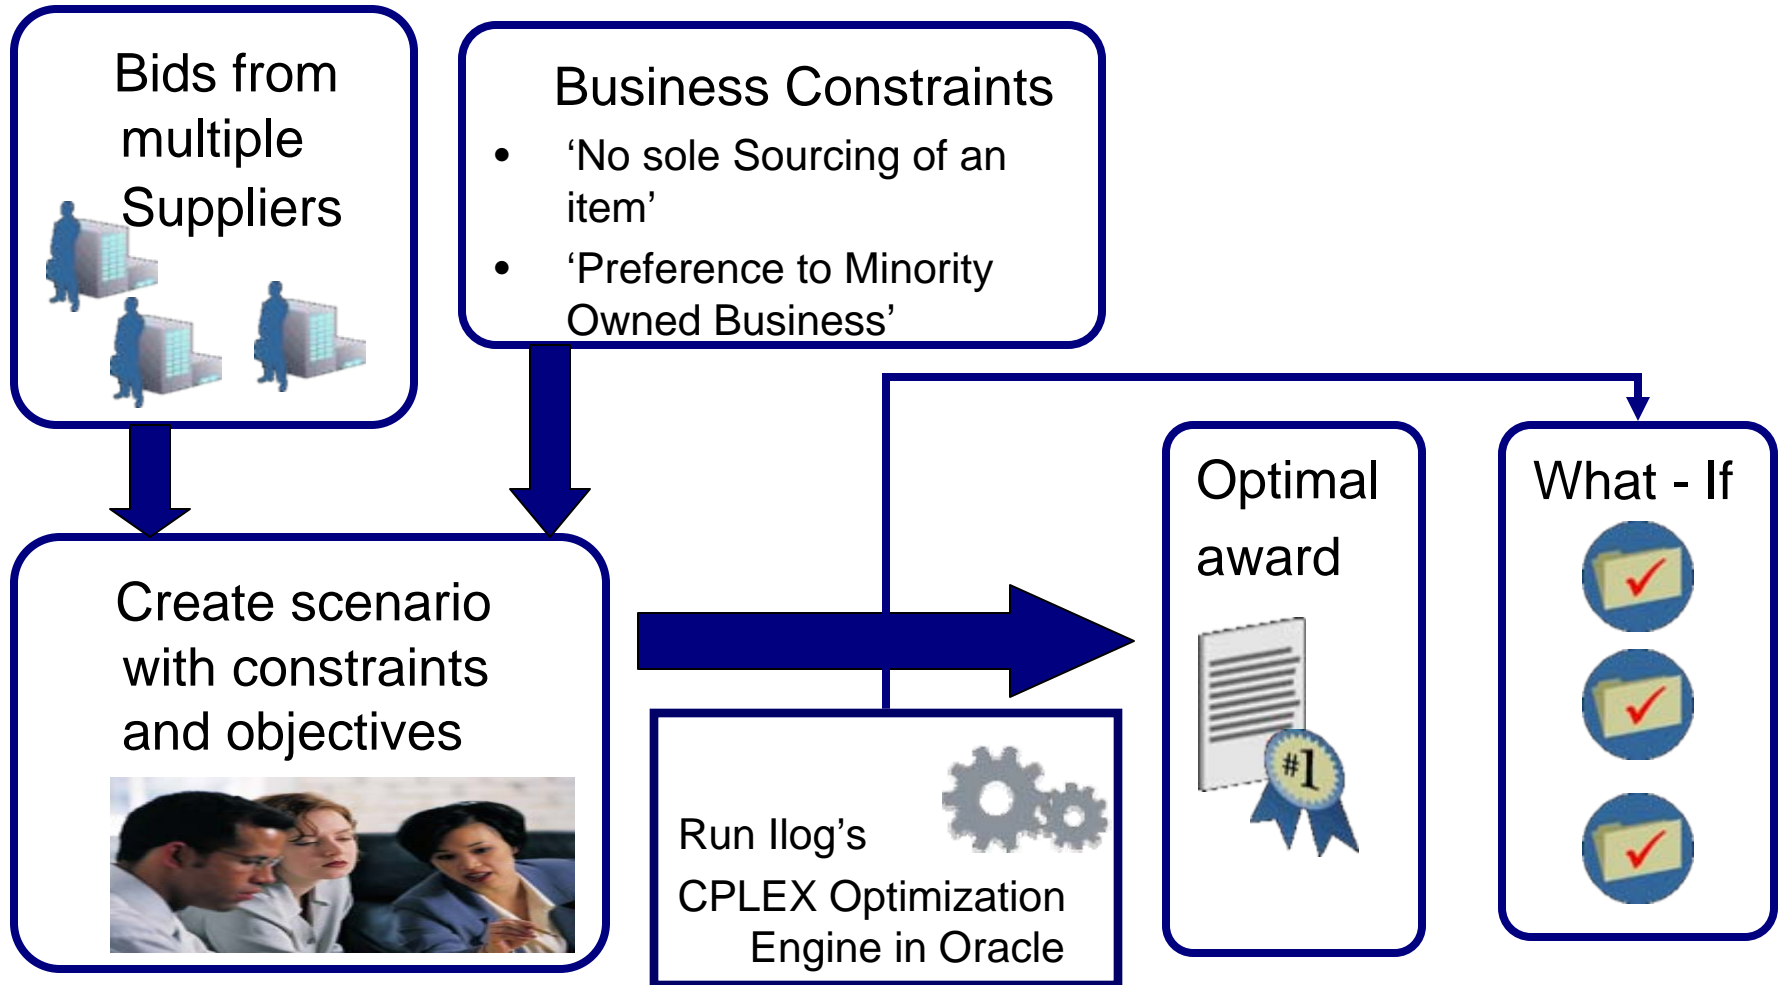 Bids from
multiple
Suppliers
Business Constraints
• ‘No sole Sourcing of an
item’
• ‘Preference to Minority
Owned Business’
Create scenario
with constraints
and objectives
Run Ilog’s
CPLEX Optimization
Engine in Oracle
Optimal
award
#1
What - If